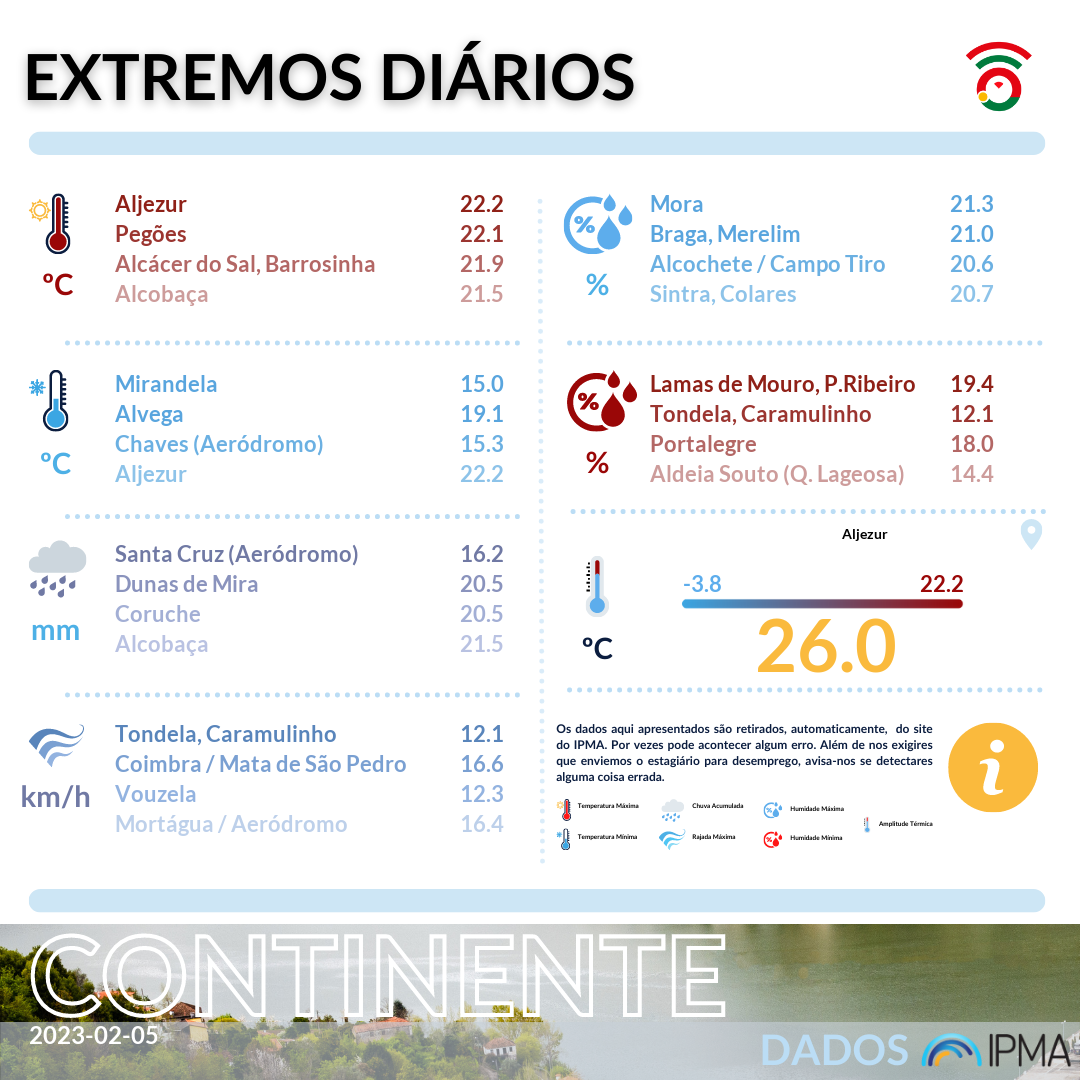 EXTREMOS DIÁRIOS
Aljezur 22.2
Pegões 22.1
Alcácer do Sal, Barrosinha 21.9
Alcobaça 21.5
ºC
Mirandela 15.0
Alvega 19.1
Chaves (Aeródromo) 15.3
Aljezur 22.2
ºC
Santa Cruz (Aeródromo) 16.2
Dunas de Mira 20.5
Coruche 20.5
Alcobaça 21.5
mm
Tondela, Caramulinho 12.1
Coimbra / Mata de São Pedro 16.6
Vouzela 12.3
Mortágua / Aeródromo 16.4
km/h
%
Mora 21.3
Braga, Merelim 21.0
Alcochete / Campo Tiro 20.6
Sintra, Colares 20.7
%
%
Lamas de Mouro, P.Ribeiro 19.4
Tondela, Caramulinho 12.1
Portalegre 18.0
Aldeia Souto (Q. Lageosa) 14.4
%
Aljezur
-3.8 22.2
ºC
26.0
Os dados aqui apresentados são retirados, automaticamente, do site
do IPMA. Por vezes pode acontecer algum erro. Além de nos exigires
que enviemos o estagiário para desemprego, avisa-nos se detectares
alguma coisa errada.
i
Temperatura Máxima
Chuva Acumulada
Humidade Máxima
Amplitude Térmica
Temperatura Mínima
Rajada Máxima
Humidade Mínima
CONTINENTE
2023-02-05
DADOS IPMA